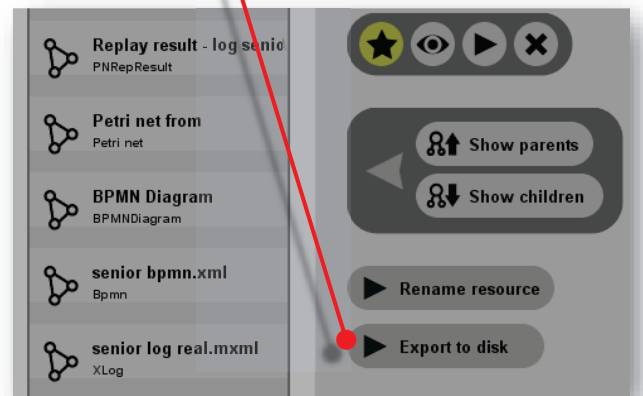 Replay result - log senio
PNRepResult
Petri net from
Petri net
BPMN Diagram
BPMNDiagram
senior bpmn.xml
Bpmn
senior log real.mxml
XLog
Show parents
Show children
Rename resource
Export to disk